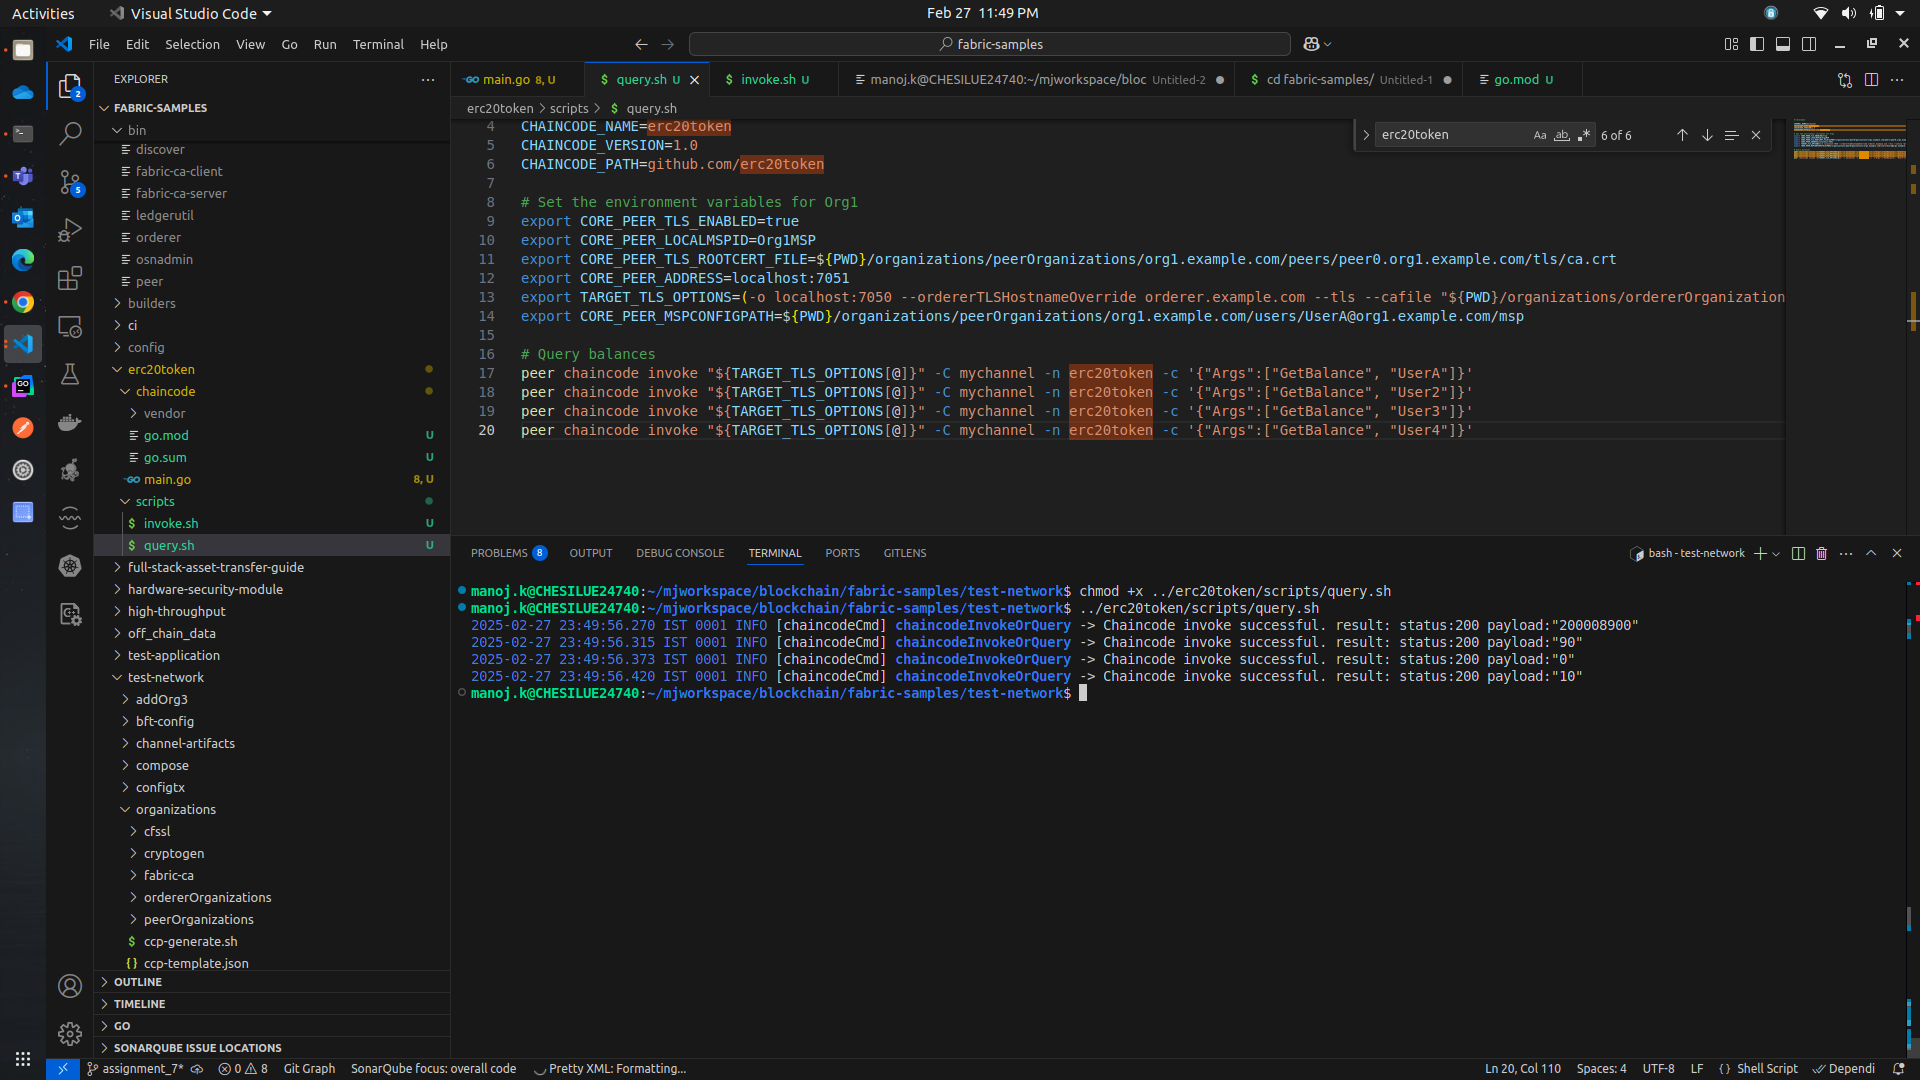 Activities
Visual Studio Code
Feb 27 11:49 PM
File Edit Selection View Go Run Terminal Help
fabric-samples
EXPLORER
FABRIC-SAMPLES
bin
discover
fabric-ca-client
fabric-ca-server
ledgerutil
orderer
osnadmin
peer
builders
ci
config
erc20token
chaincode
vendor
go.mod U
go.sum U
main.go 8, U
scripts
invoke.sh U
query.sh U
full-stack-asset-transfer-guide
hardware-security-module
high-throughput
off_chain_data
test-application
test-network
addOrg3
bft-config
channel-artifacts
compose
configtx
organizations
cfssl
cryptogen
fabric-ca
ordererOrganizations
peerOrganizations
ccp-generate.sh
ccp-template.json
OUTLINE
TIMELINE
GO
SONARQUBE ISSUE LOCATIONS
2
5
main.go 8, U
query.sh U
invoke.sh U
manoj.k@CHESILUE24740:~/mjworkspace/bloc Untitled-2
cd fabric-samples/ Untitled-1
go.mod U
erc20token > scripts > $ query.sh
erc20token Aa ab 6 of 6
4 CHAINCODE_NAME=erc20token
5 CHAINCODE_VERSION=1.0
6 CHAINCODE_PATH=github.com/erc20token
7
8 # Set the environment variables for Org1
9 export CORE_PEER_TLS_ENABLED=true
10 export CORE_PEER_LOCALMSPID=Org1MSP
11 export CORE_PEER_TLS_ROOTCERT_FILE=${PWD}/organizations/peerOrganizations/org1.example.com/peers/peer0.org1.example.com/tls/ca.crt
12 export CORE_PEER_ADDRESS=localhost:7051
13 export TARGET_TLS_OPTIONS=(-o localhost:7050 --ordererTLSHostnameOverride orderer.example.com --tls --cafile "${PWD}/organizations/ordererOrganization
14 export CORE_PEER_MSPCONFIGPATH=${PWD}/organizations/peerOrganizations/org1.example.com/users/UserA@org1.example.com/msp
15
16 # Query balances
17 peer chaincode invoke "${TARGET_TLS_OPTIONS[@]}" -C mychannel -n erc20token -c '{"Args":["GetBalance", "UserA"]}'
18 peer chaincode invoke "${TARGET_TLS_OPTIONS[@]}" -C mychannel -n erc20token -c '{"Args":["GetBalance", "User2"]}'
19 peer chaincode invoke "${TARGET_TLS_OPTIONS[@]}" -C mychannel -n erc20token -c '{"Args":["GetBalance", "User3"]}'
20 peer chaincode invoke "${TARGET_TLS_OPTIONS[@]}" -C mychannel -n erc20token -c '{"Args":["GetBalance", "User4"]}'
PROBLEMS 8 OUTPUT DEBUG CONSOLE TERMINAL PORTS GITLENS
bash - test-network
manoj.k@CHESILUE24740:~/mjworkspace/blockchain/fabric-samples/test-network$ chmod +x ../erc20token/scripts/query.sh
manoj.k@CHESILUE24740:~/mjworkspace/blockchain/fabric-samples/test-network$ ../erc20token/scripts/query.sh
2025-02-27 23:49:56.270 IST 0001 INFO [chaincodeCmd] chaincodeInvokeOrQuery -> Chaincode invoke successful. result: status:200 payload:"200008900"
2025-02-27 23:49:56.315 IST 0001 INFO [chaincodeCmd] chaincodeInvokeOrQuery -> Chaincode invoke successful. result: status:200 payload:"90"
2025-02-27 23:49:56.373 IST 0001 INFO [chaincodeCmd] chaincodeInvokeOrQuery -> Chaincode invoke successful. result: status:200 payload:"0"
2025-02-27 23:49:56.420 IST 0001 INFO [chaincodeCmd] chaincodeInvokeOrQuery -> Chaincode invoke successful. result: status:200 payload:"10"
manoj.k@CHESILUE24740:~/mjworkspace/blockchain/fabric-samples/test-network$
assignment_7* 0 8 Git Graph SonarQube focus: overall code Pretty XML: Formatting...
Ln 20, Col 110 Spaces: 4 UTF-8 LF {} Shell Script Dependi